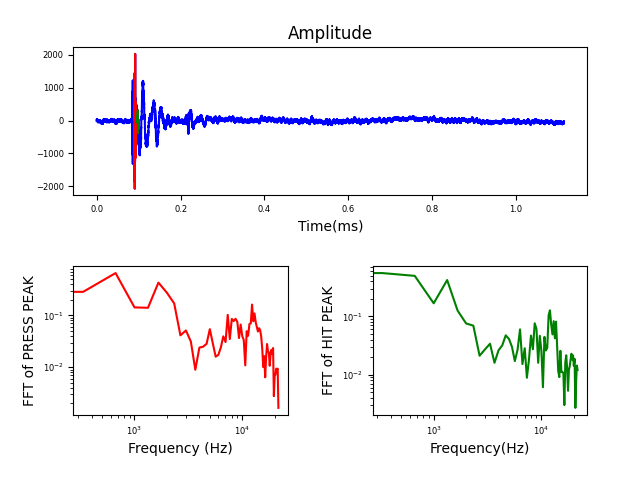 Amplitude
2000
1000
0
−1000
−2000
0.0 0.2 0.4 0.6 0.8 1.0
Time(ms)
FFT of PRESS PEAK
10⁻¹
10⁻²
10³ 10⁴
Frequency (Hz)
FFT of HIT PEAK
10⁻¹
10⁻²
10³ 10⁴
Frequency(Hz)